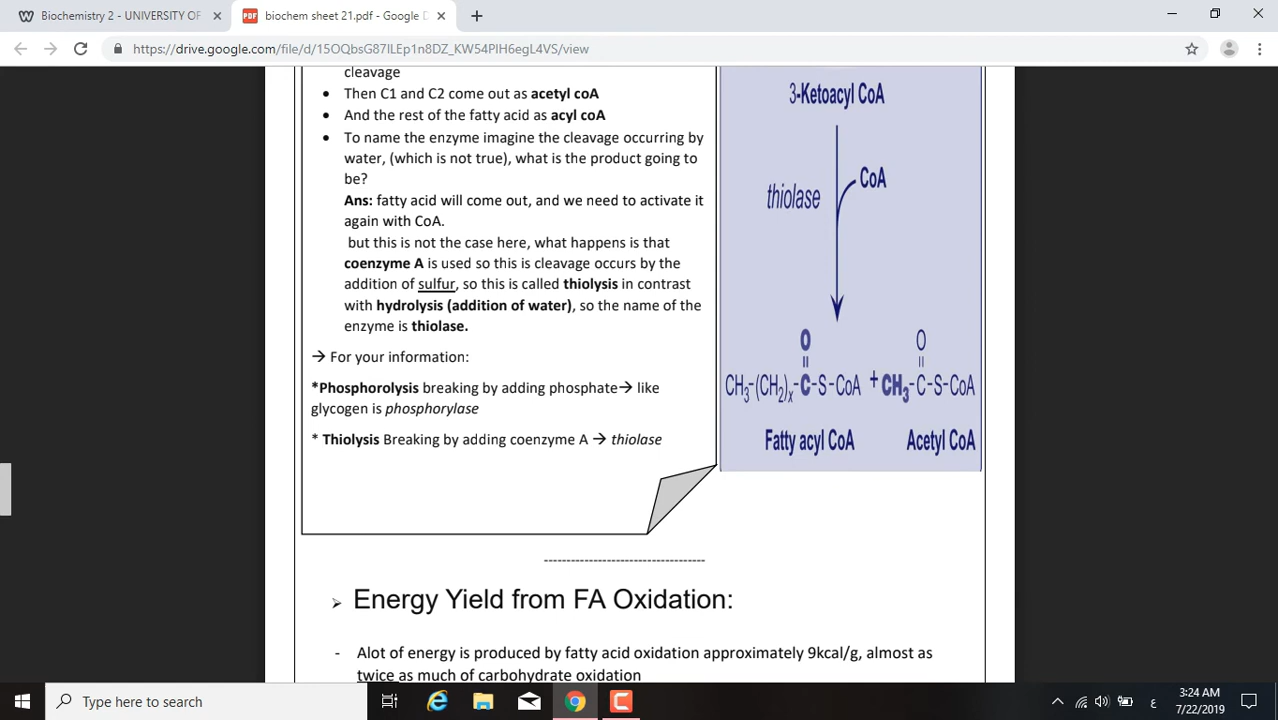 Biochemistry 2 - UNIVERSITY OF
biochem sheet 21.pdf - Google D
https://drive.google.com/file/d/15OQbsG87ILEp1n8DZ_KW54PlH6egL4VS/view
cleavage
• Then C1 and C2 come out as acetyl coA
• And the rest of the fatty acid as acyl coA
• To name the enzyme imagine the cleavage occurring by
water, (which is not true), what is the product going to
be?
Ans: fatty acid will come out, and we need to activate it
again with CoA.
but this is not the case here, what happens is that
coenzyme A is used so this is cleavage occurs by the
addition of sulfur, so this is called thiolysis in contrast
with hydrolysis (addition of water), so the name of the
enzyme is thiolase.
→ For your information:
*Phosphorolysis breaking by adding phosphate→ like
glycogen is phosphorylase
* Thiolysis Breaking by adding coenzyme A → thiolase
3-Ketoacyl CoA
CoA
thiolase
O O
CH3-(CH2)x-C-S-CoA + CH3-C-S-CoA
Fatty acyl CoA Acetyl CoA
-----------------------------------
➢ Energy Yield from FA Oxidation:
- Alot of energy is produced by fatty acid oxidation approximately 9kcal/g, almost as
twice as much of carbohydrate oxidation
Type here to search
ع
3:24 AM
7/22/2019